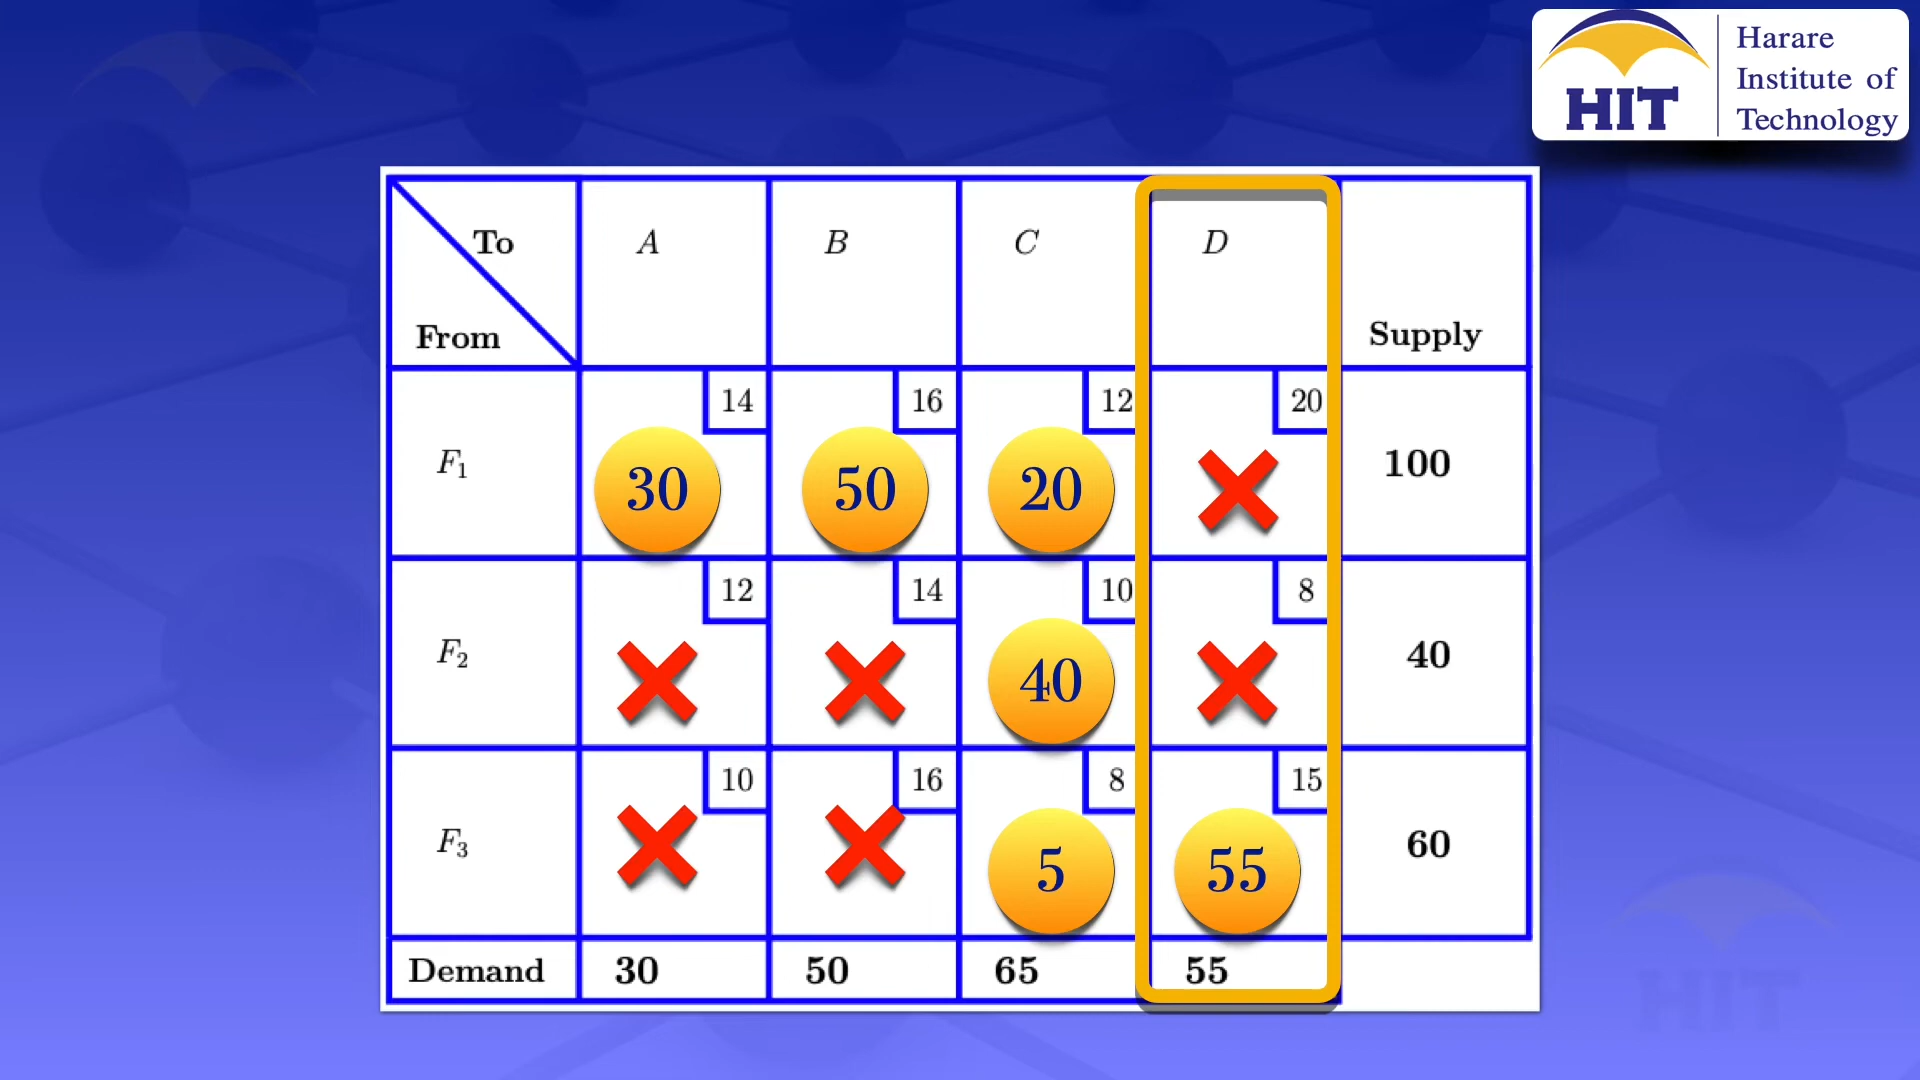 HIT
Harare
Institute of
Technology
To
From
A B C D Supply
14 16 12 20
F1 30 50 20 100
12 14 10 8
F2 40 40
10 16 8 15
F3 5 55 60
Demand 30 50 65 55
HIT